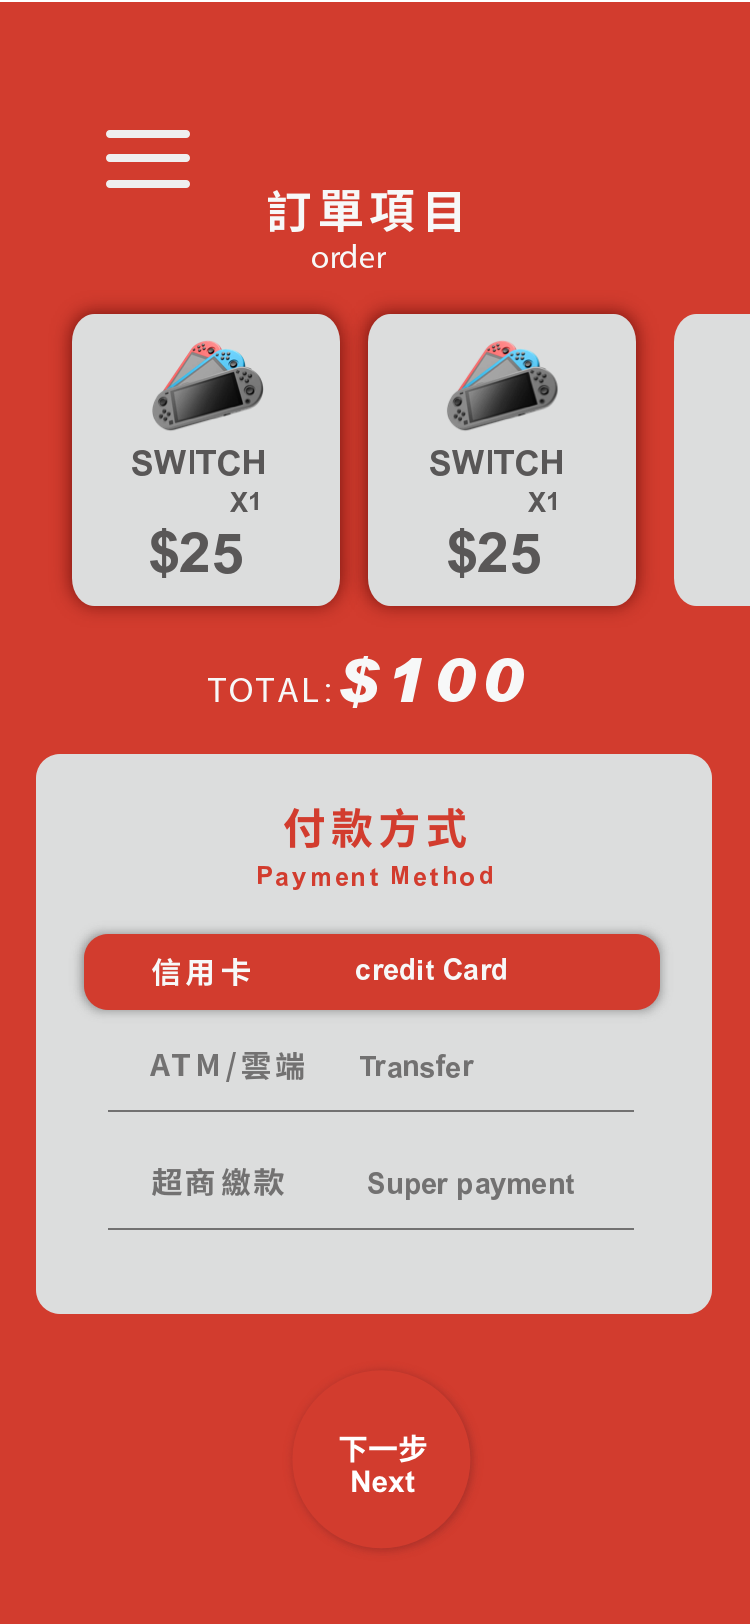 訂單項目
order
SWITCH
X1
$25
SWITCH
X1
$25
TOTAL:$100
付款方式
Payment Method
信用卡 credit Card
ATM/雲端 Transfer
超商繳款 Super payment
下一步
Next